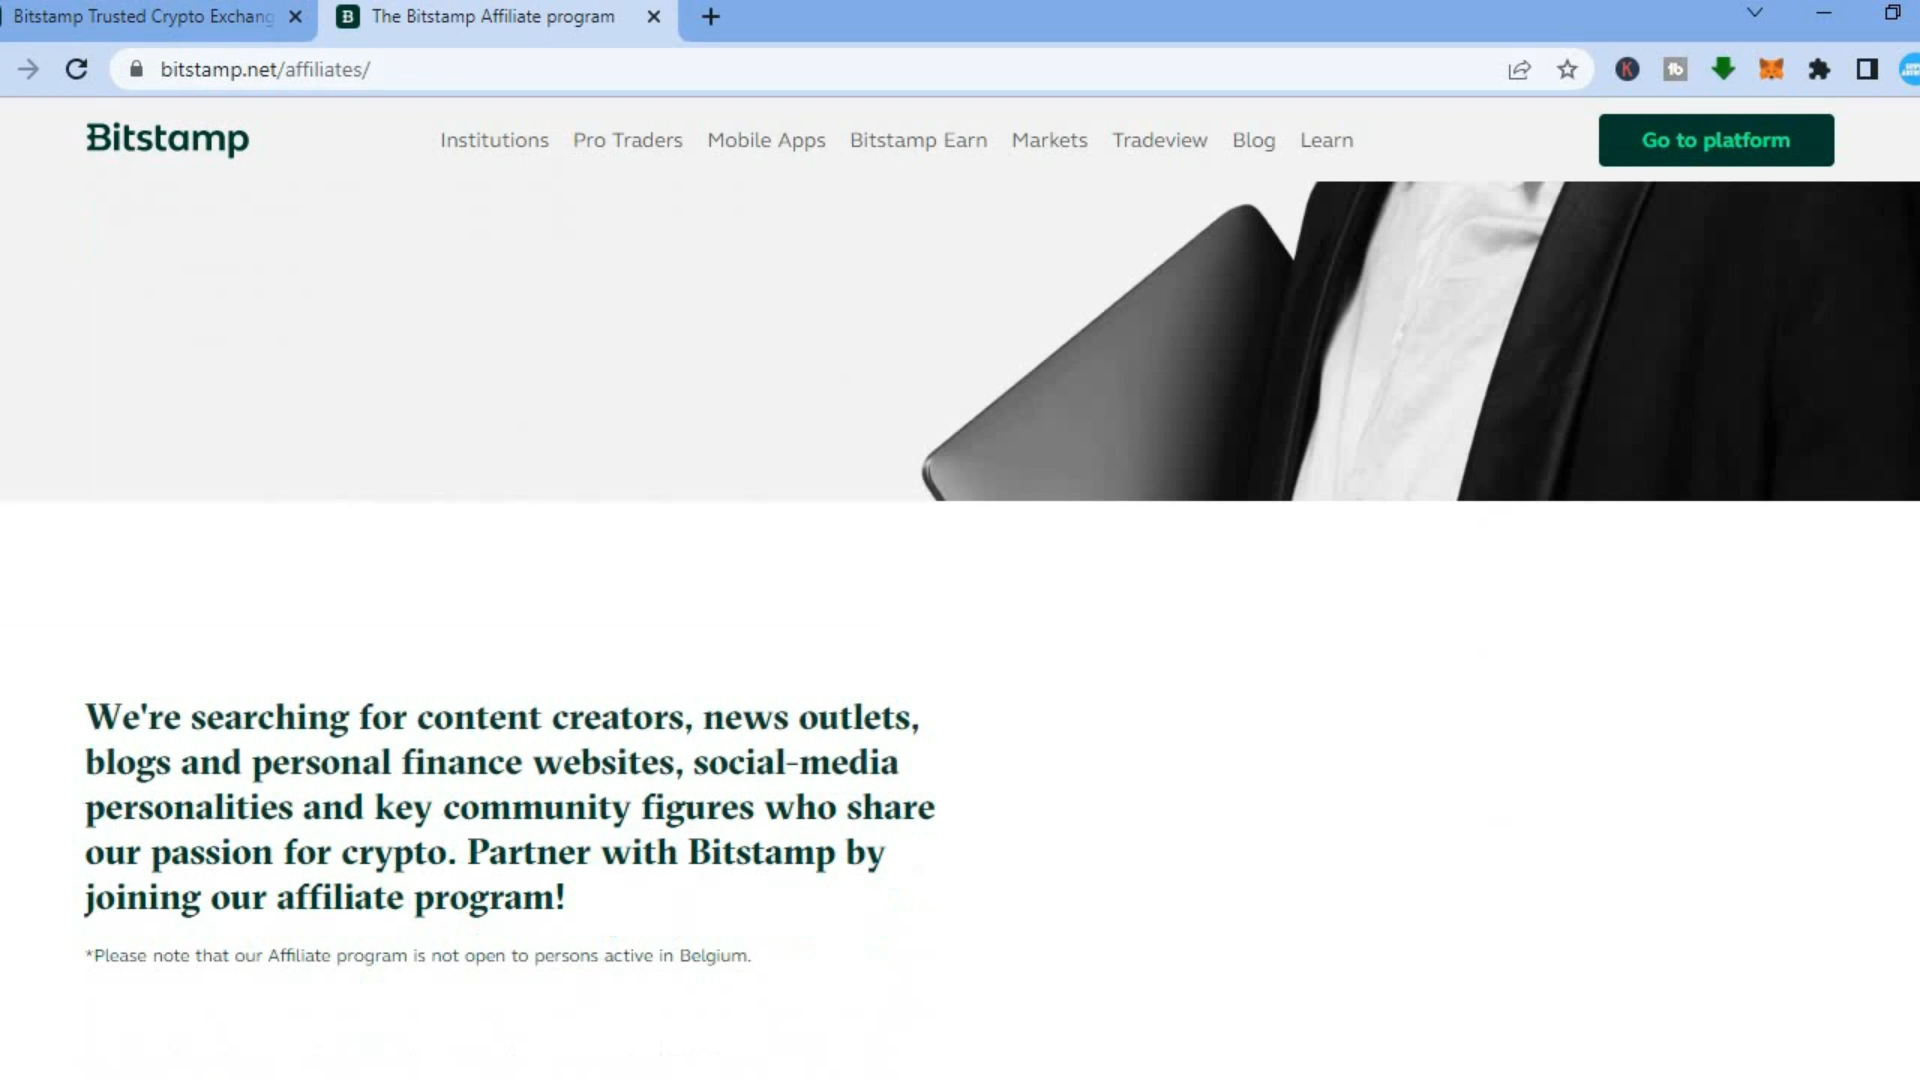 Bitstamp Trusted Crypto Exchang
B The Bitstamp Affiliate program
bitstamp.net/affiliates/
K tb
Bitstamp Institutions Pro Traders Mobile Apps Bitstamp Earn Markets Tradeview Blog Learn Go to platform
We're searching for content creators, news outlets,
blogs and personal finance websites, social-media
personalities and key community figures who share
our passion for crypto. Partner with Bitstamp by
joining our affiliate program!
*Please note that our Affiliate program is not open to persons active in Belgium.